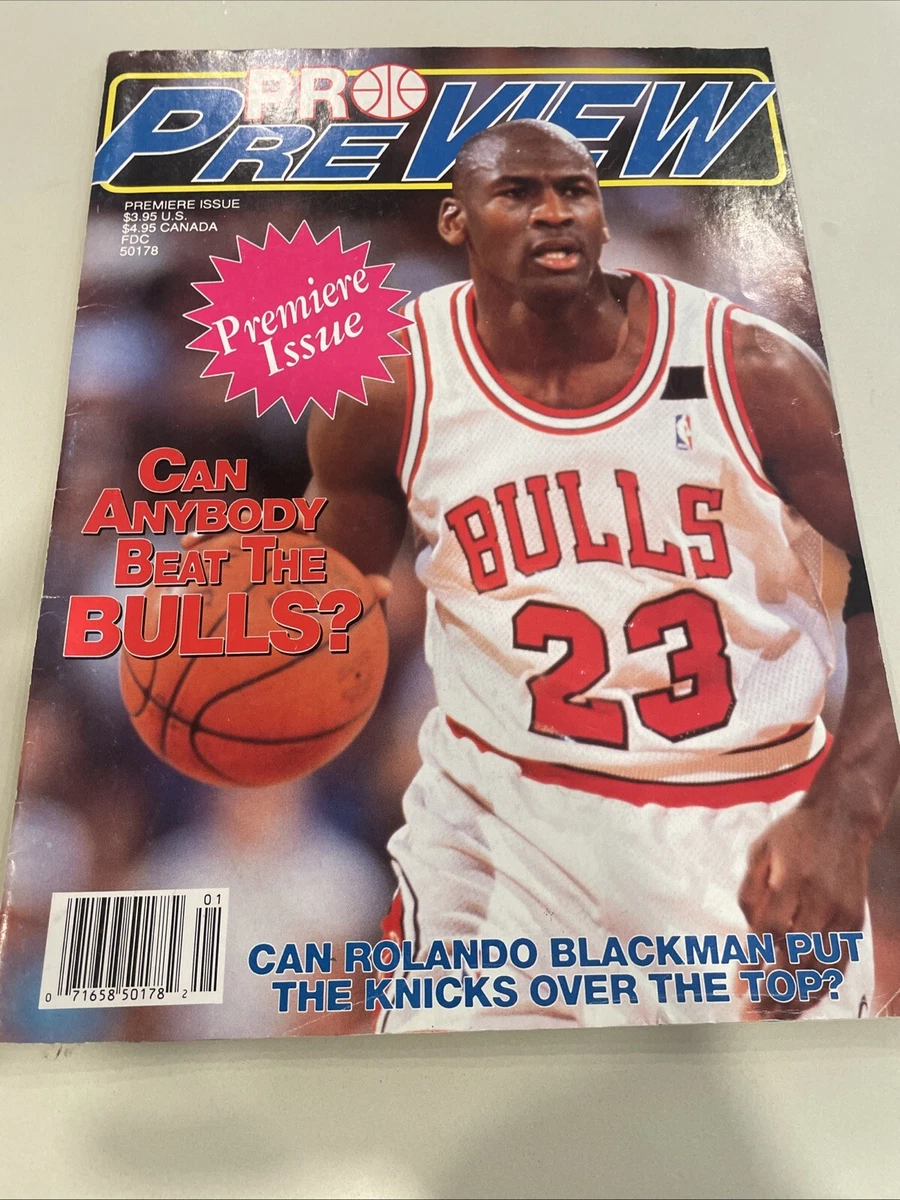 PRO
PREVIEW
PREMIERE ISSUE
$3.95 U.S.
$4.95 CANADA
FDC
50178
Premiere
Issue
CAN
ANYBODY
BEAT THE
BULLS?
BULLS
23
01
0 71658 50178 2
CAN ROLANDO BLACKMAN PUT
THE KNICKS OVER THE TOP?